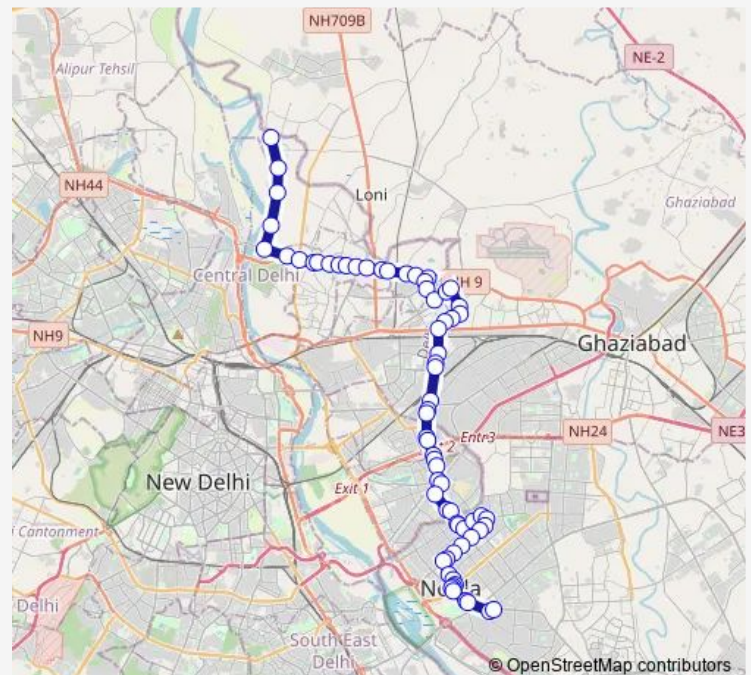 NH709B
NE-2
Alipur Tehsil
NH44
Loni
Ghaziabad
Central Delhi
NH 9
NH9
Ghaziabad
NH24
NE3
Entr3
2
New Delhi
Exit 1
Cantonment
Delhi
South East
Delhi
© OpenStreetMap contributors